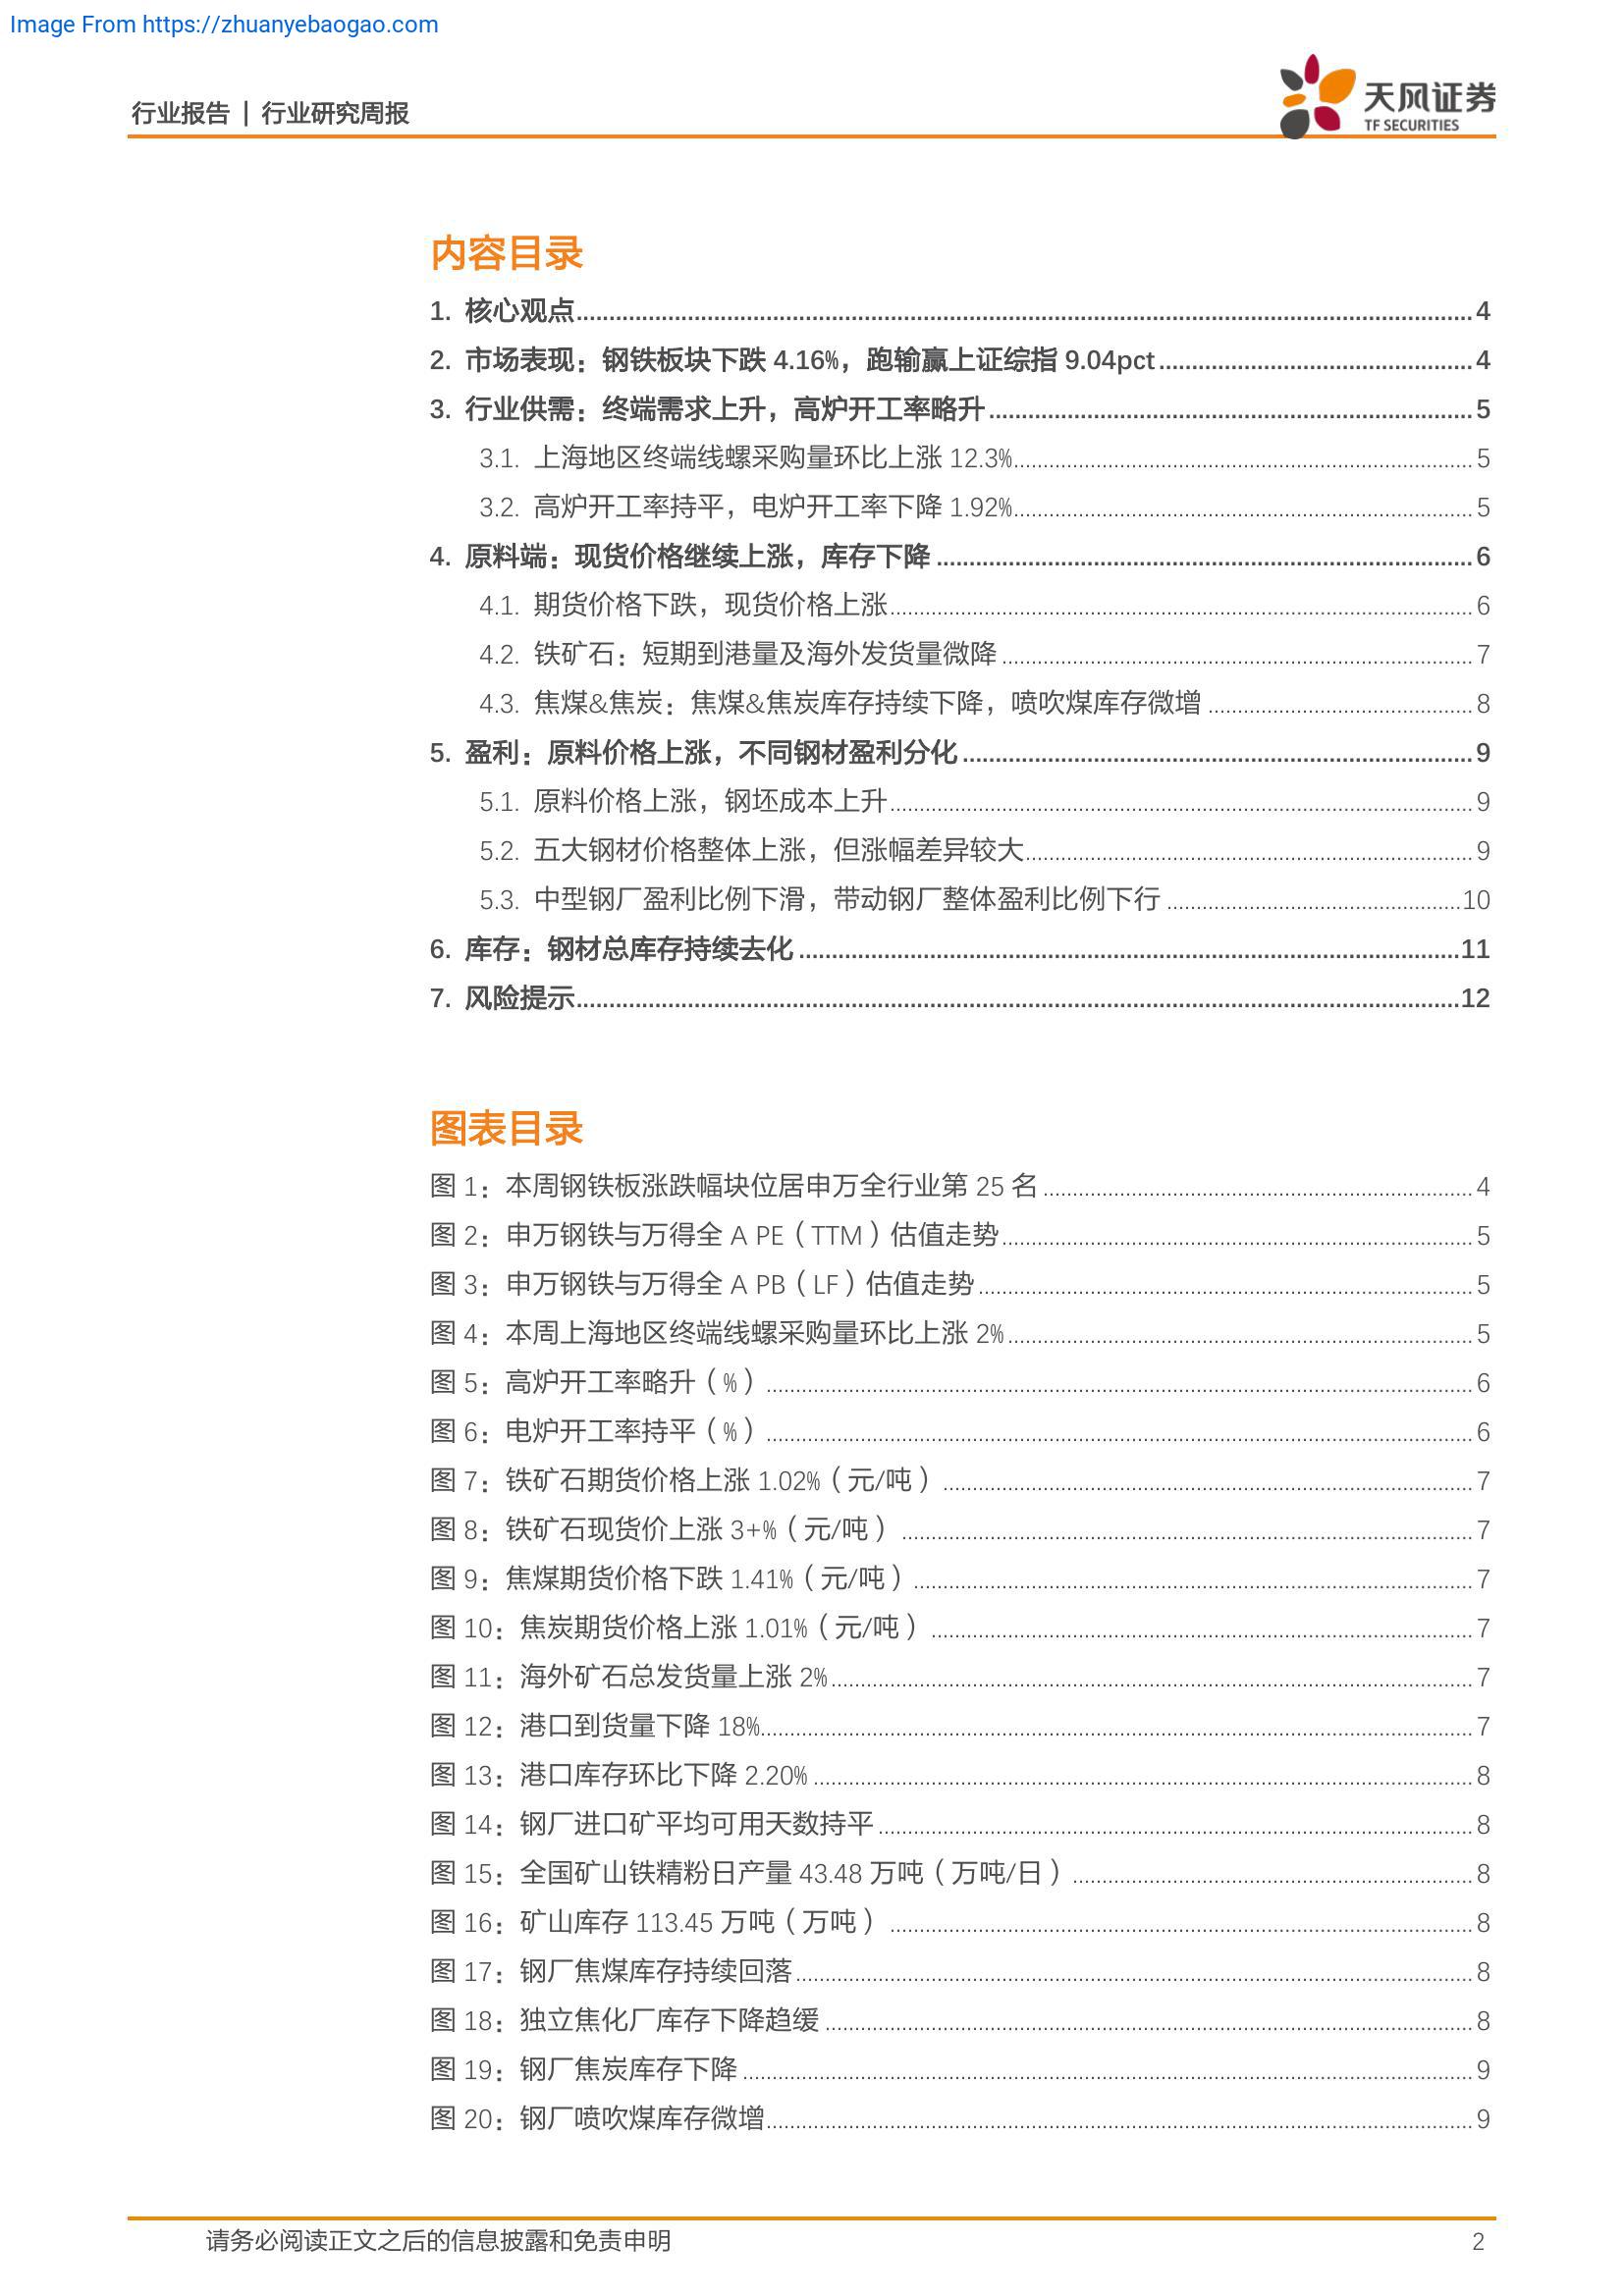 Image From https://zhuanyebaogao.com
行业报告 | 行业研究周报
天风证券
TF SECURITIES
内容目录
1. 核心观点 4
2. 市场表现：钢铁板块下跌 4.16%，跑输赢上证综指 9.04pct 4
3. 行业供需：终端需求上升，高炉开工率略升 5
3.1. 上海地区终端线螺采购量环比上涨 12.3% 5
3.2. 高炉开工率持平，电炉开工率下降 1.92% 5
4. 原料端：现货价格继续上涨，库存下降 6
4.1. 期货价格下跌，现货价格上涨 6
4.2. 铁矿石：短期到港量及海外发货量微降 7
4.3. 焦煤&焦炭：焦煤&焦炭库存持续下降，喷吹煤库存微增 8
5. 盈利：原料价格上涨，不同钢材盈利分化 9
5.1. 原料价格上涨，钢坯成本上升 9
5.2. 五大钢材价格整体上涨，但涨幅差异较大 9
5.3. 中型钢厂盈利比例下滑，带动钢厂整体盈利比例下行 10
6. 库存：钢材总库存持续去化 11
7. 风险提示 12
图表目录
图 1：本周钢铁板涨跌幅块位居申万全行业第 25 名 4
图 2：申万钢铁与万得全 A PE（TTM）估值走势 5
图 3：申万钢铁与万得全 A PB（LF）估值走势 5
图 4：本周上海地区终端线螺采购量环比上涨 2% 5
图 5：高炉开工率略升（%） 6
图 6：电炉开工率持平（%） 6
图 7：铁矿石期货价格上涨 1.02%（元/吨） 7
图 8：铁矿石现货价上涨 3+%（元/吨） 7
图 9：焦煤期货价格下跌 1.41%（元/吨） 7
图 10：焦炭期货价格上涨 1.01%（元/吨） 7
图 11：海外矿石总发货量上涨 2% 7
图 12：港口到货量下降 18% 7
图 13：港口库存环比下降 2.20% 8
图 14：钢厂进口矿平均可用天数持平 8
图 15：全国矿山铁精粉日产量 43.48 万吨（万吨/日） 8
图 16：矿山库存 113.45 万吨（万吨） 8
图 17：钢厂焦煤库存持续回落 8
图 18：独立焦化厂库存下降趋缓 8
图 19：钢厂焦炭库存下降 9
图 20：钢厂喷吹煤库存微增 9
请务必阅读正文之后的信息披露和免责申明 2